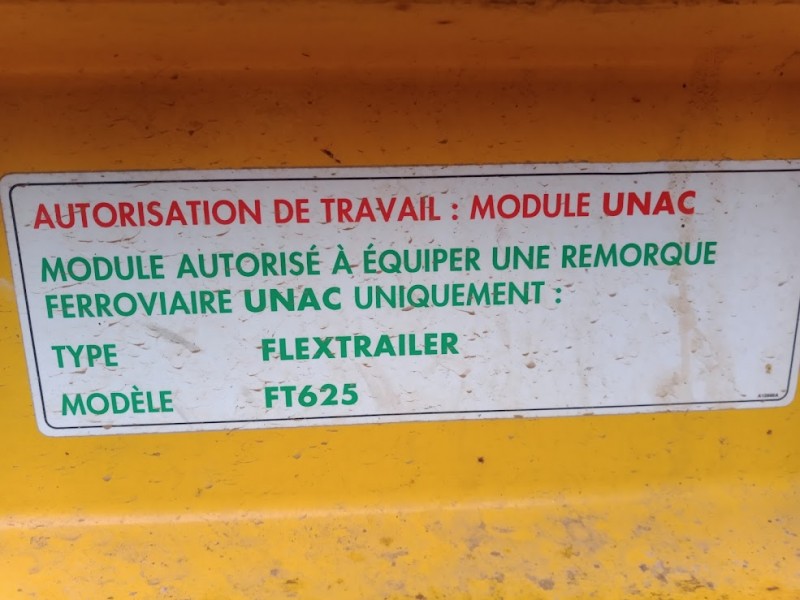 AUTORISATION DE TRAVAIL : MODULE UNAC
MODULE AUTORISÉ À ÉQUIPER UNE REMORQUE
FERROVIAIRE UNAC UNIQUEMENT :
TYPE FLEXTRAILER
MODÈLE FT625